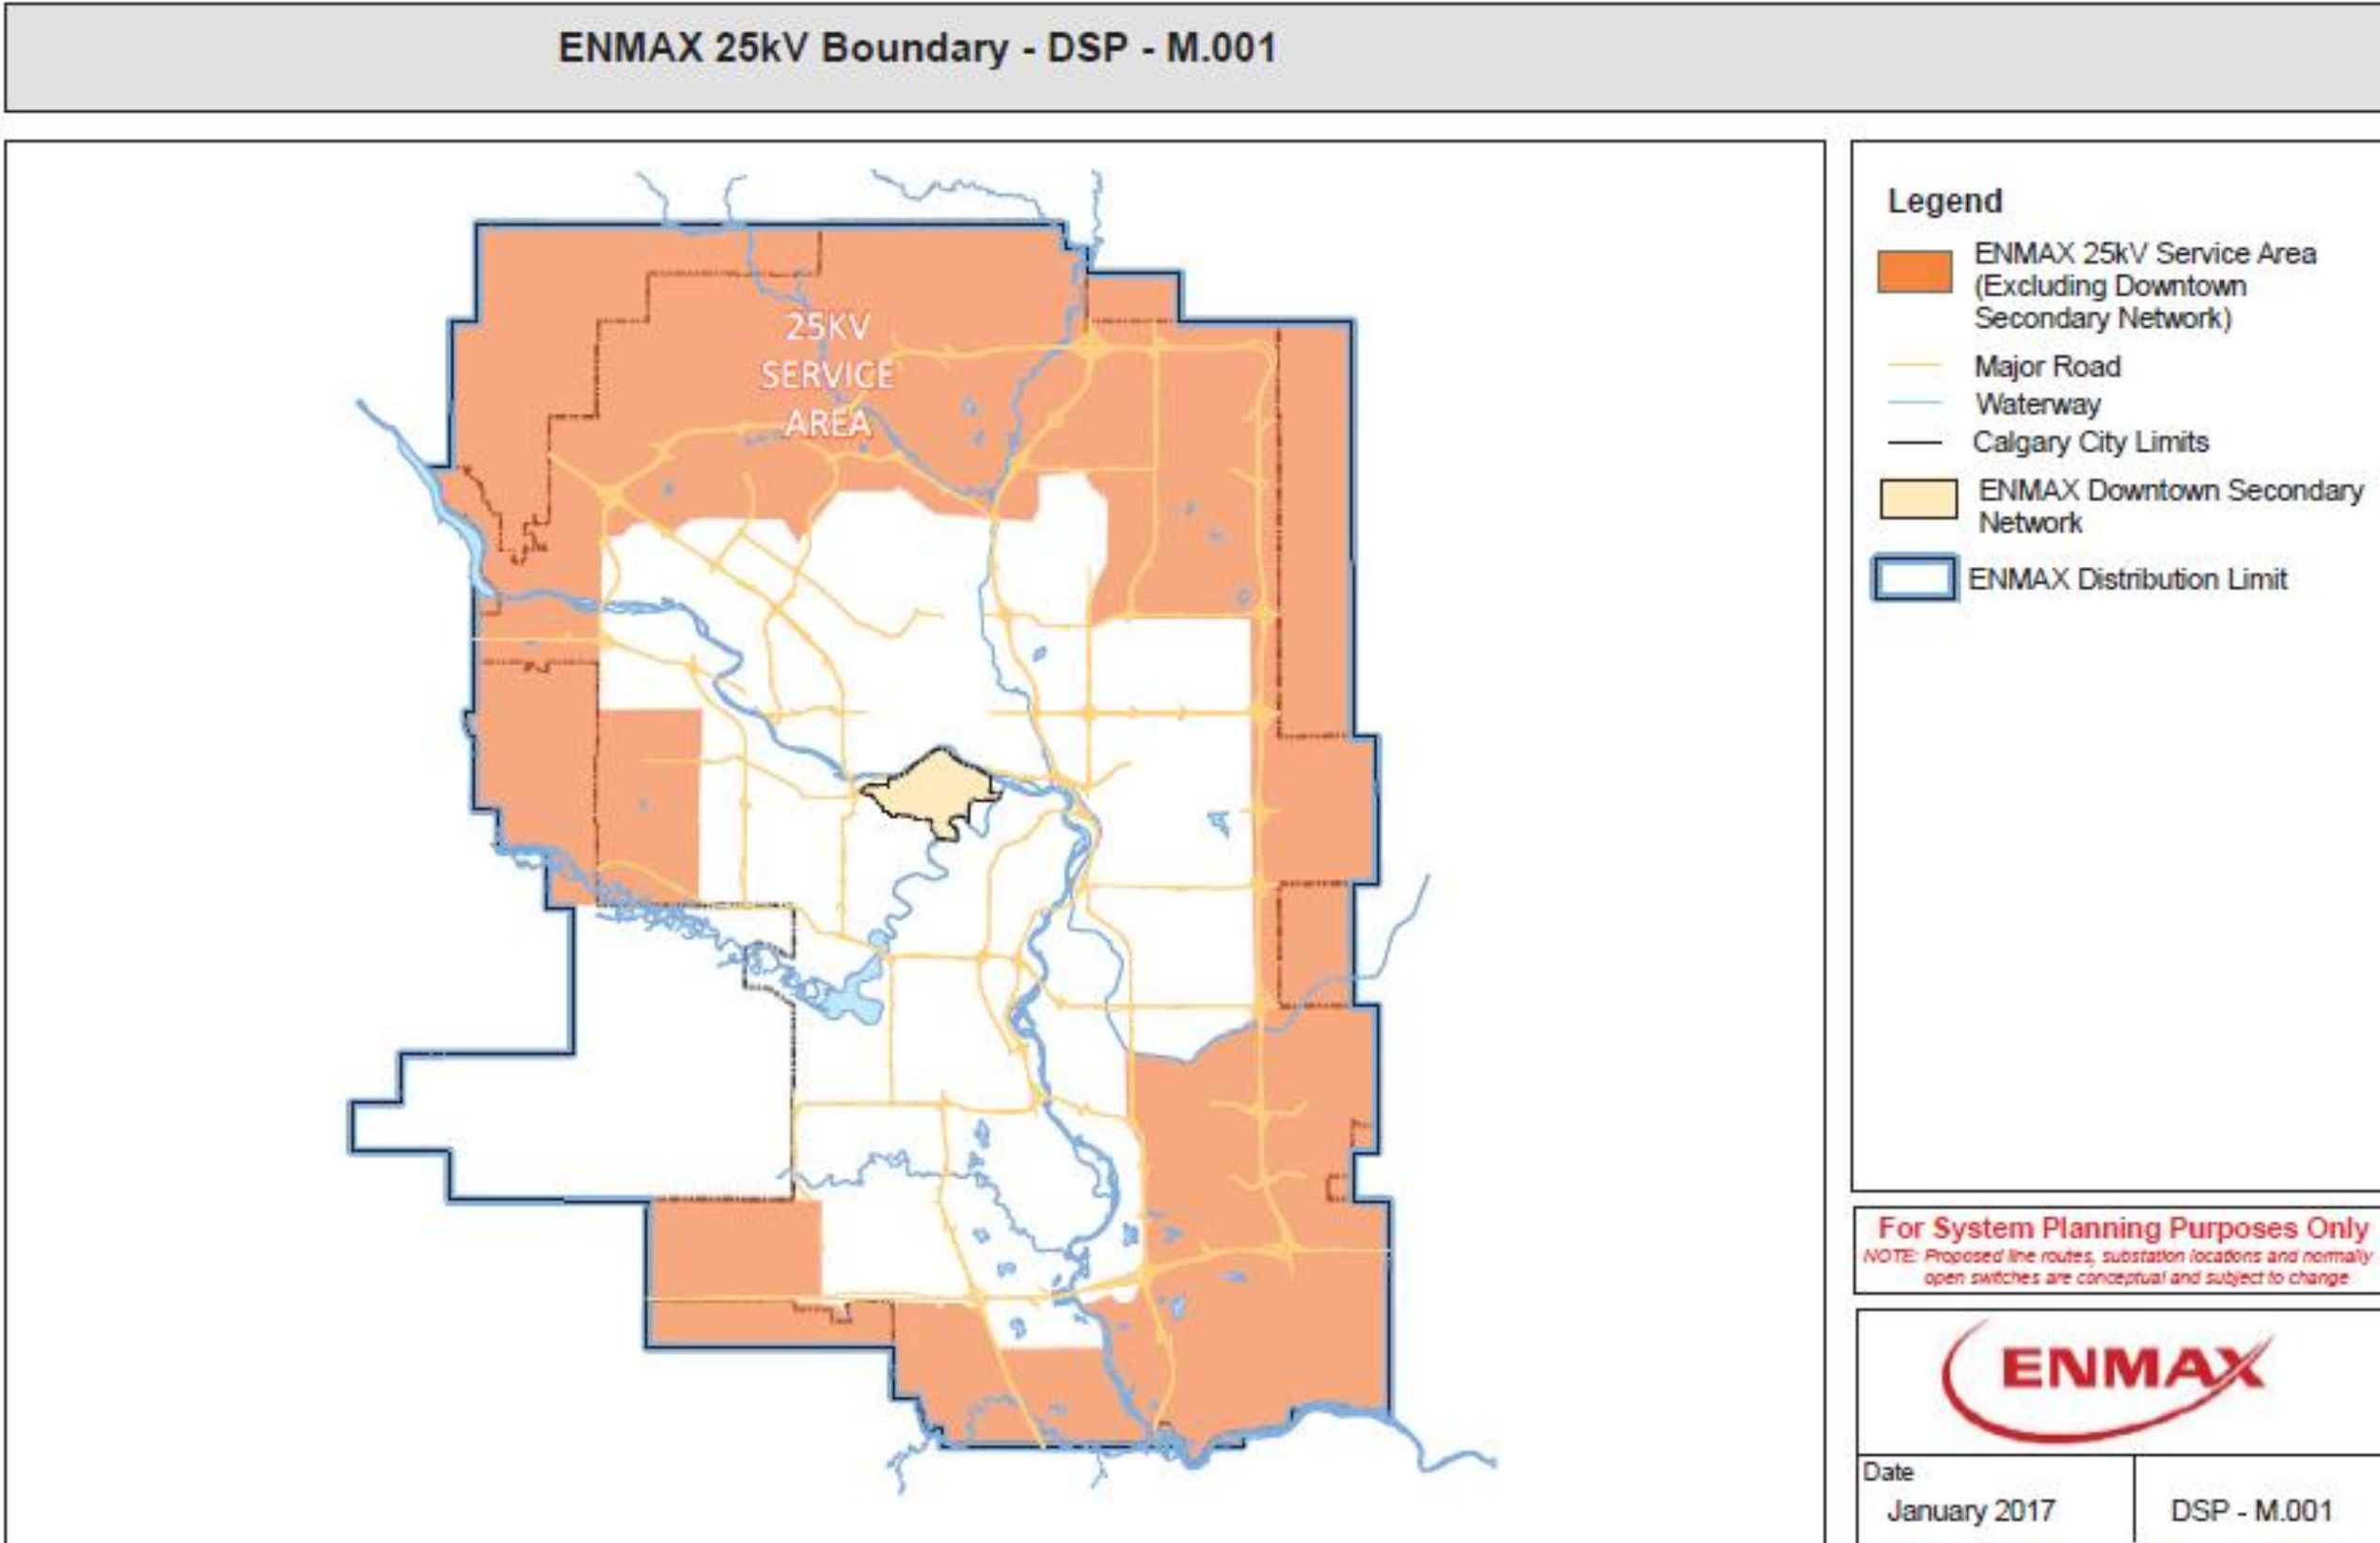 ENMAX 25kV Boundary - DSP - M.001
25KV
SERVICE
AREA
Legend
ENMAX 25kV Service Area
(Excluding Downtown
Secondary Network)
Major Road
Waterway
Calgary City Limits
ENMAX Downtown Secondary
Network
ENMAX Distribution Limit
For System Planning Purposes Only
NOTE: Proposed line routes, substation locations and normally
open switches are conceptual and subject to change
ENMAX
Date
January 2017
DSP - M.001